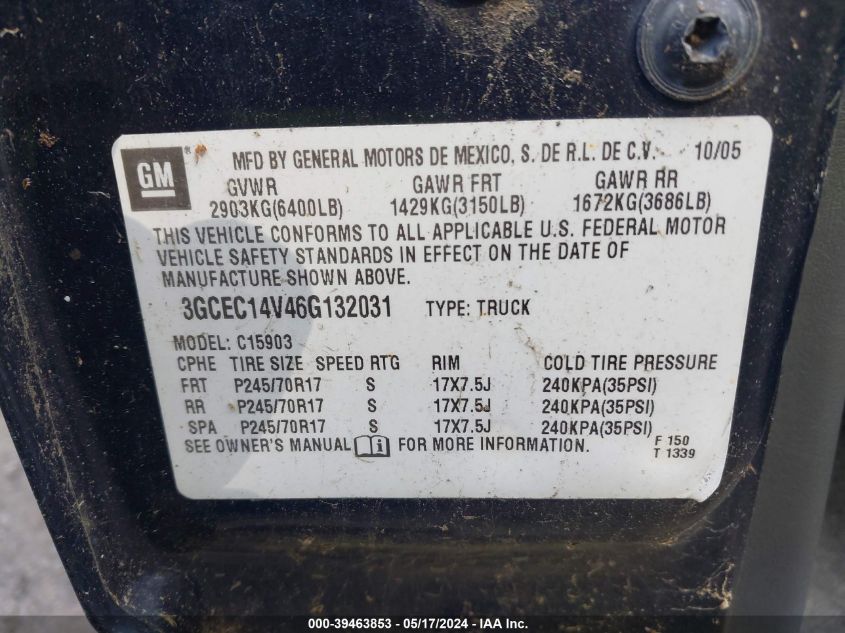 GM ® MFD BY GENERAL MOTORS DE MEXICO, S. DE R.L. DE C.V. 10/05
GVWR GAWR FRT GAWR RR
2903KG(6400LB) 1429KG(3150LB) 1672KG(3686LB)
THIS VEHICLE CONFORMS TO ALL APPLICABLE U.S. FEDERAL MOTOR
VEHICLE SAFETY STANDARDS IN EFFECT ON THE DATE OF
MANUFACTURE SHOWN ABOVE.
3GCEC14V46G132031 TYPE: TRUCK
MODEL: C15903
CPHE TIRE SIZE SPEED RTG RIM COLD TIRE PRESSURE
FRT P245/70R17 S 17X7.5J 240KPA(35PSI)
RR P245/70R17 S 17X7.5J 240KPA(35PSI)
SPA P245/70R17 S 17X7.5J 240KPA(35PSI)
SEE OWNER'S MANUAL i FOR MORE INFORMATION. F 150
T 1339
000-39463853 - 05/17/2024 - IAA Inc.